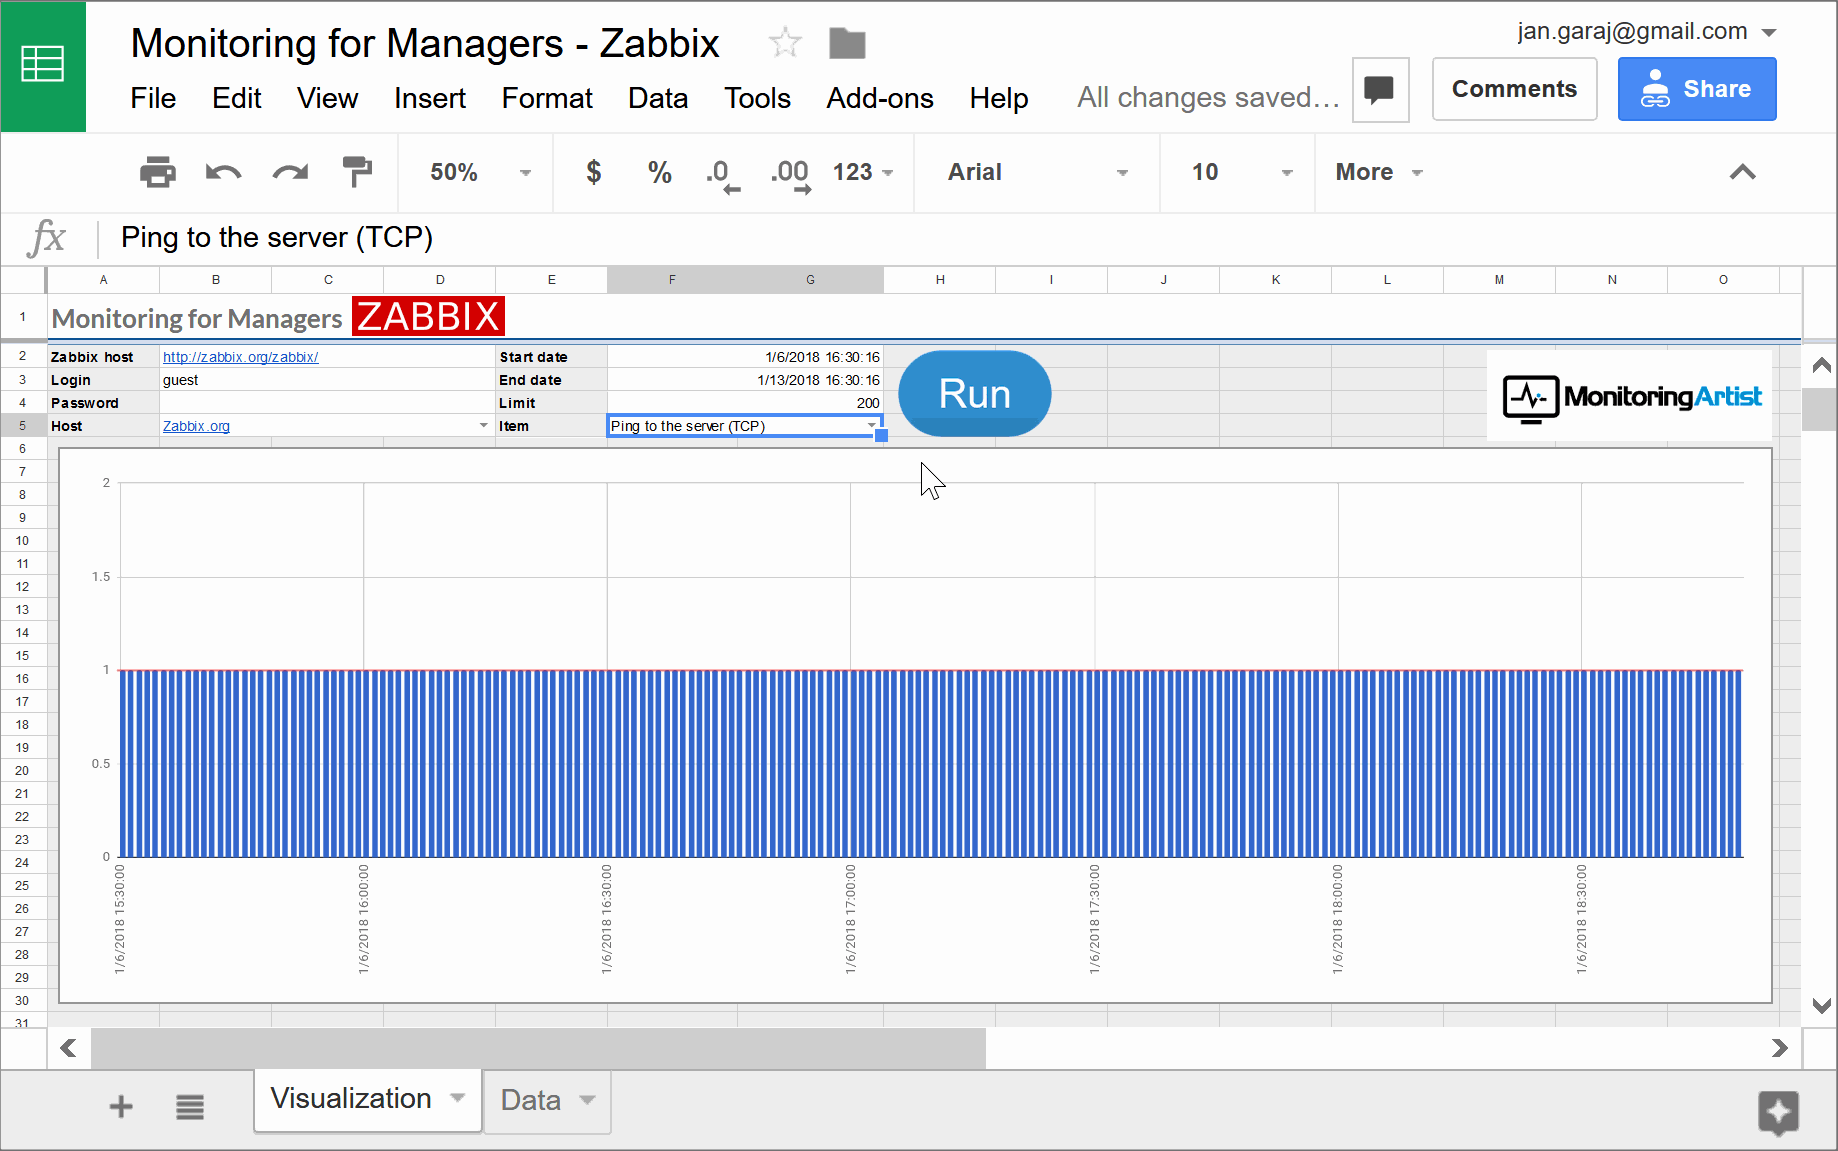 Monitoring for Managers - Zabbix
jan.garaj@gmail.com
File Edit View Insert Format Data Tools Add-ons Help All changes saved...
Comments
Share
50% $ % .0 .00 123 Arial 10 More
fx Ping to the server (TCP)
A B C D E F G H I J K L M N O
1 Monitoring for Managers ZABBIX
2 Zabbix host http://zabbix.org/zabbix/ Start date 1/6/2018 16:30:16
3 Login guest End date 1/13/2018 16:30:16
4 Password Limit 200
5 Host Zabbix.org Item Ping to the server (TCP)
Run
MonitoringArtist
6
7
8
9
10
11
12
13
14
15
16
17
18
19
20
21
22
23
24
25
26
27
28
29
30
31
2
1.5
1
0.5
0
1/6/2018 15:30:00
1/6/2018 16:00:00
1/6/2018 16:30:00
1/6/2018 17:00:00
1/6/2018 17:30:00
1/6/2018 18:00:00
1/6/2018 18:30:00
Visualization Data